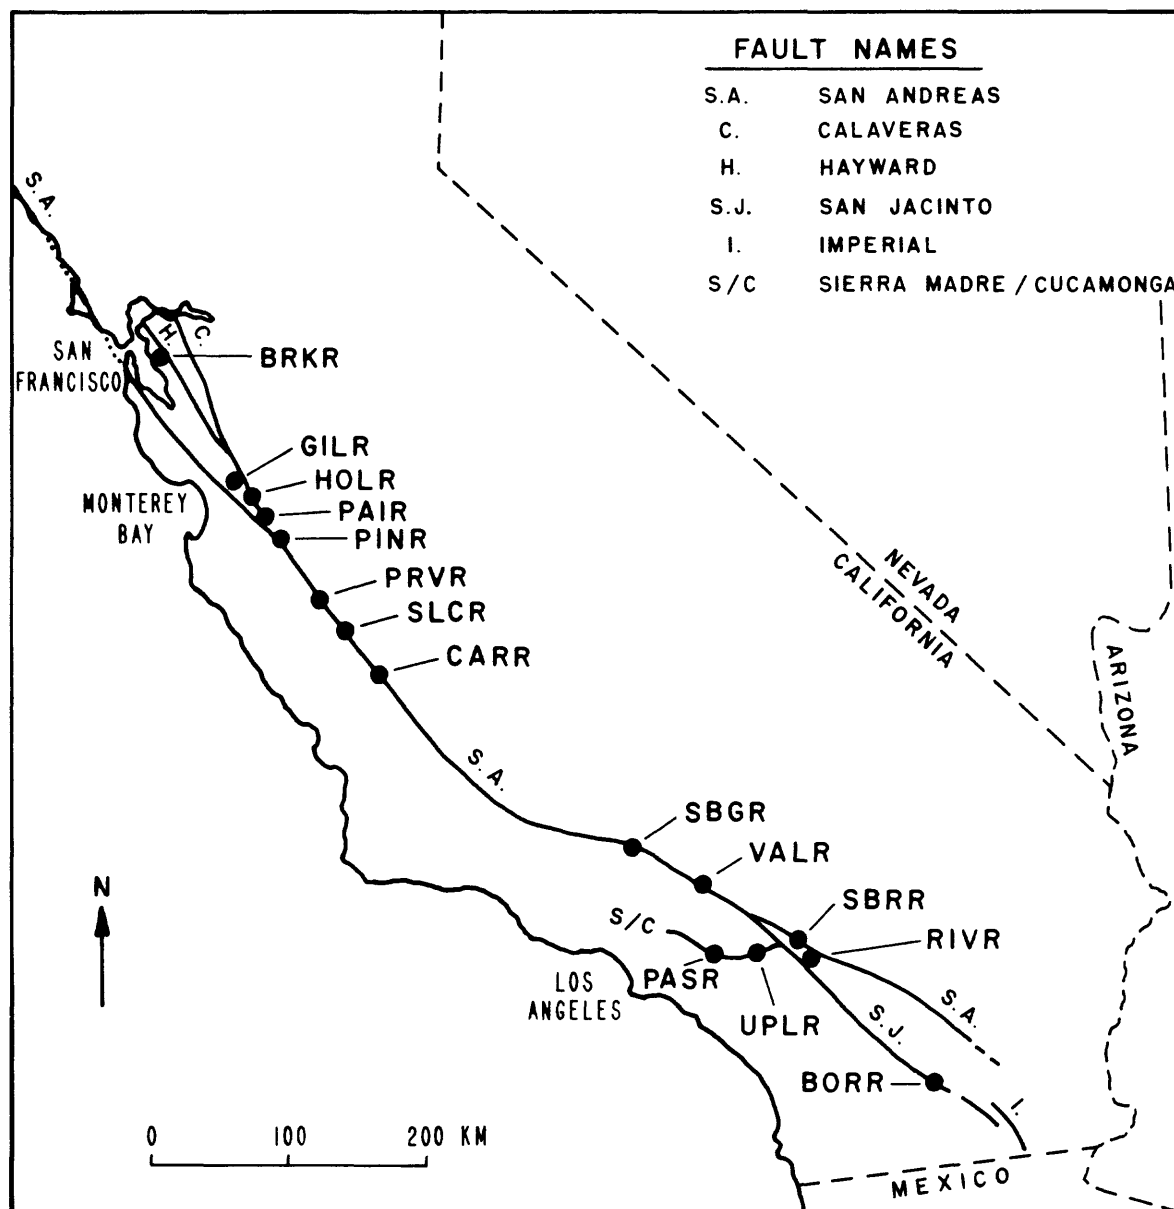 FAULT NAMES
S.A. SAN ANDREAS
C. CALAVERAS
H. HAYWARD
S.J. SAN JACINTO
I. IMPERIAL
S/C SIERRA MADRE / CUCAMONGA
S.A.
H.
C.
SAN
FRANCISCO
BRKR
GILR
HOLR
MONTEREY
BAY
PAIR
PINR
PRVR
SLCR
CARR
NEVADA
CALIFORNIA
ARIZONA
S.A.
SBGR
VALR
SBRR
N
S/C
RIVR
PASR
LOS
ANGELES
UPLR
S.A.
S.J.
BORR
I.
0 100 200 KM
MEXICO